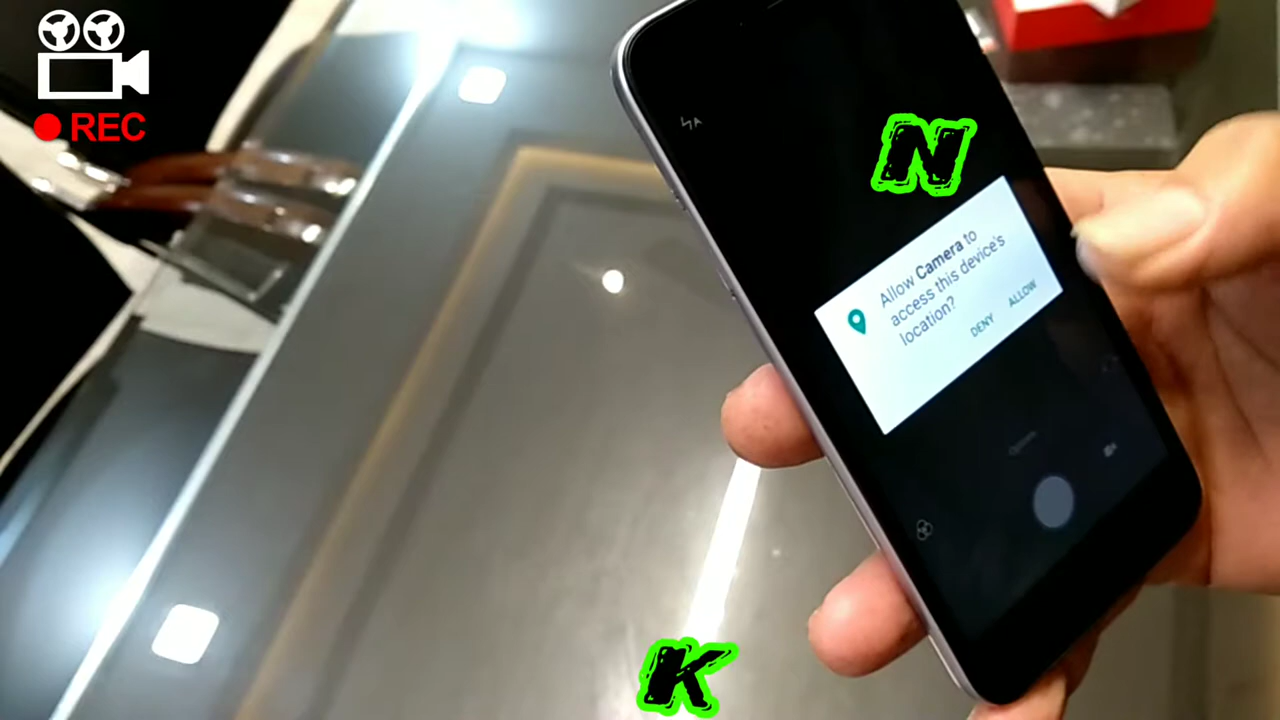 REC
N
Allow Camera to
access this device's
location?
DENY ALLOW
K